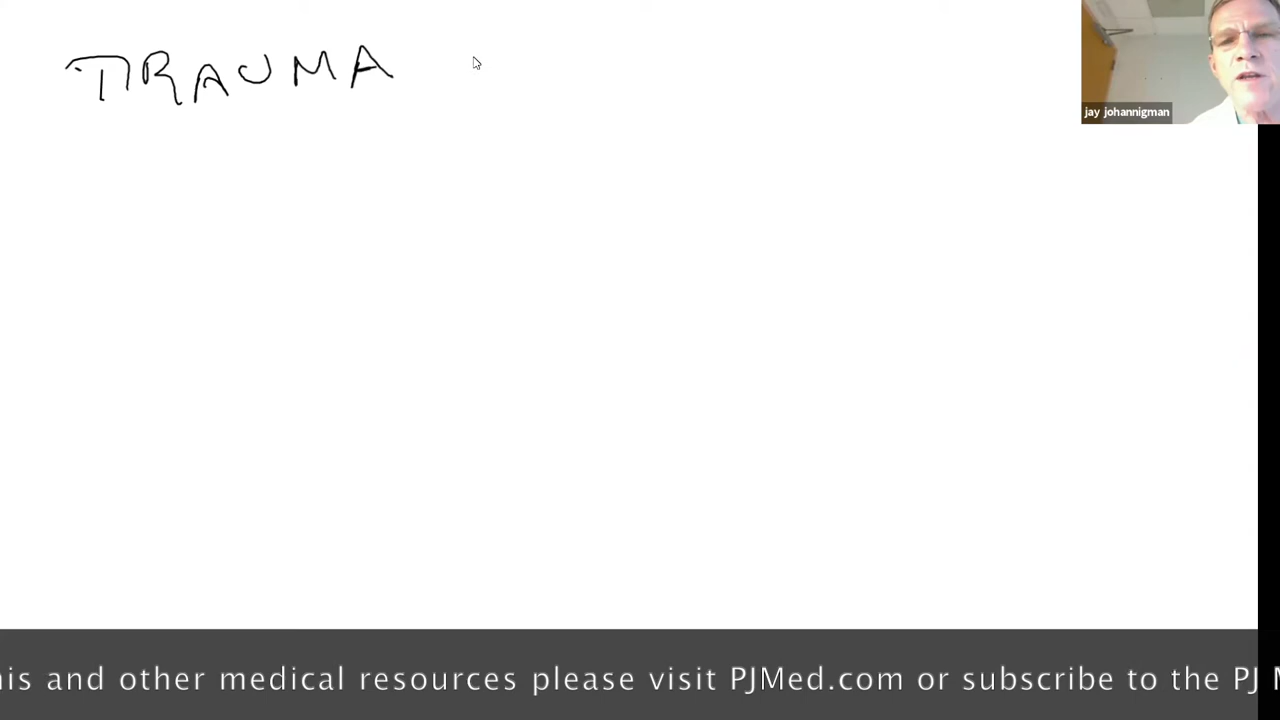 TRAUMA
jay johannigman
his and other medical resources please visit PJMed.com or subscribe to the PJ M